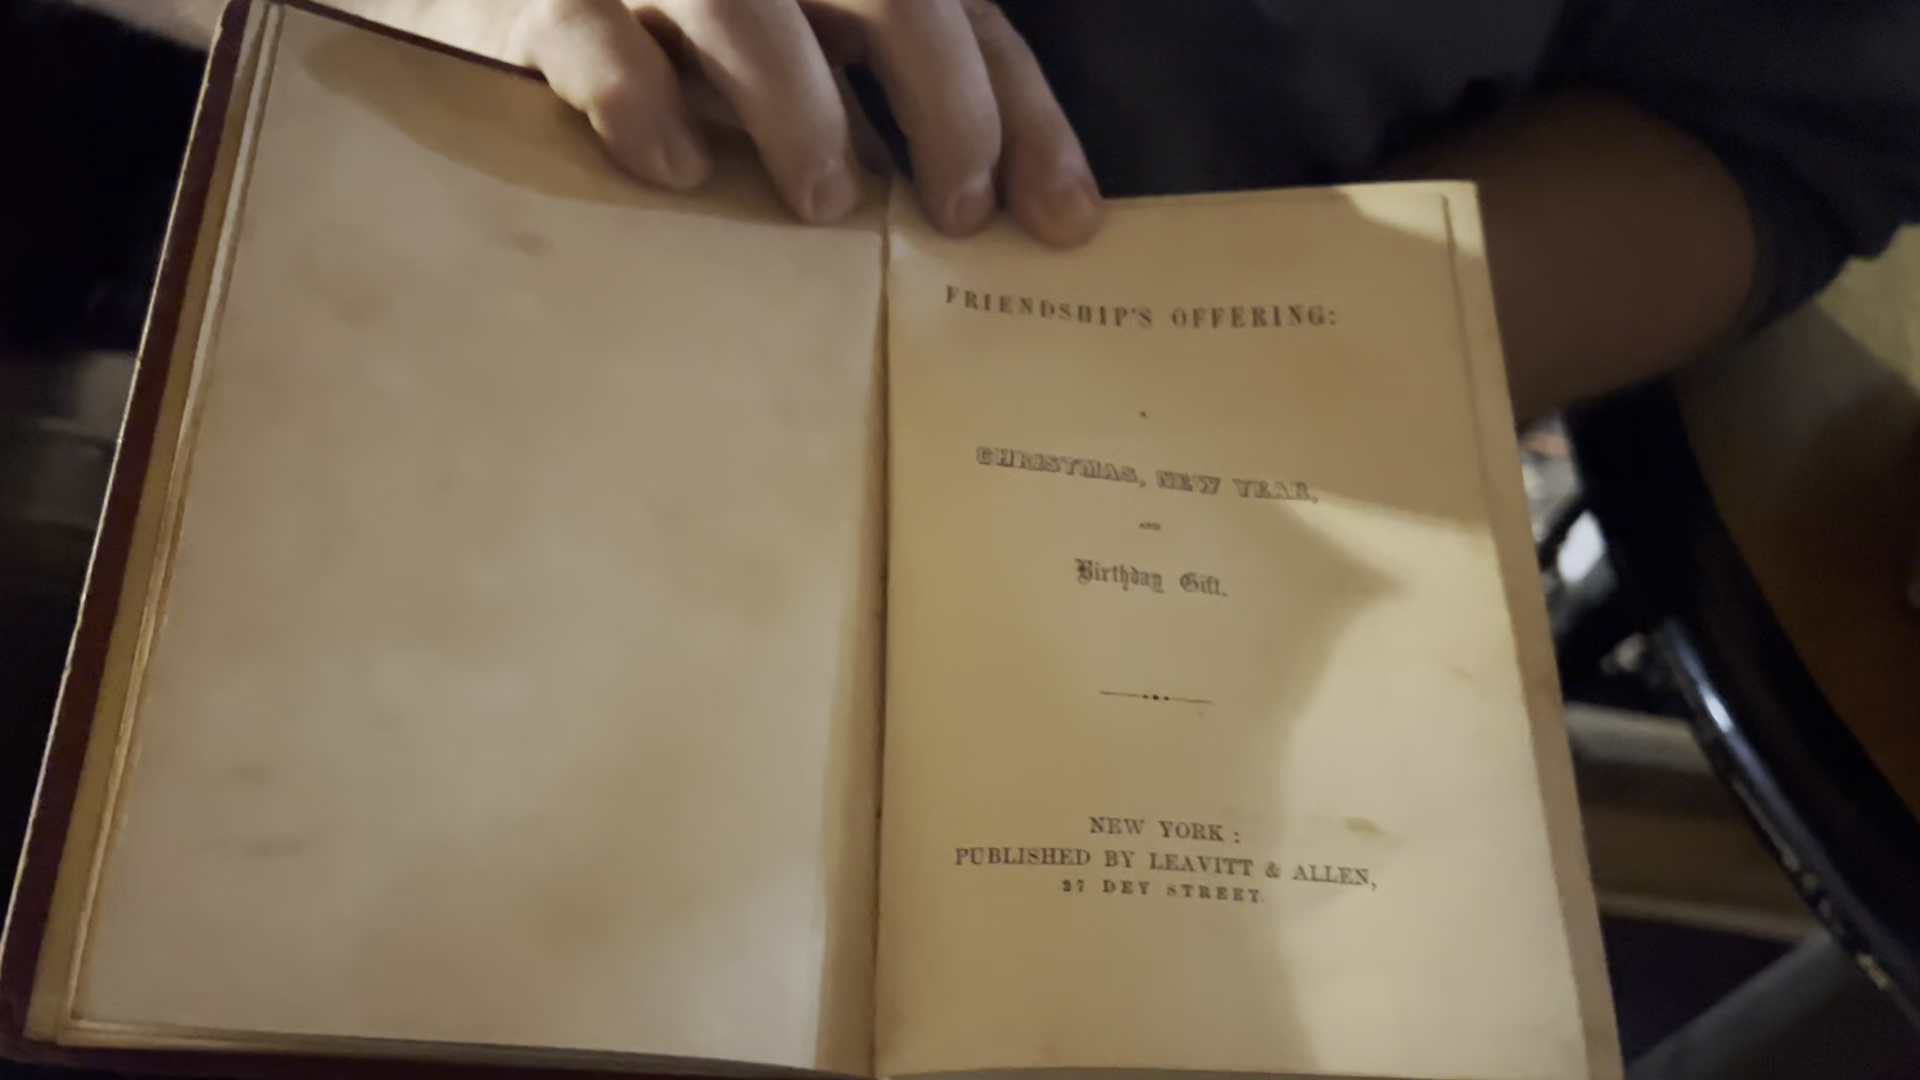 FRIENDSHIP'S OFFERING:
A
CHRISTMAS, NEW YEAR,
AND
Birthday Gift.
NEW YORK:
PUBLISHED BY LEAVITT & ALLEN,
27 DEY STREET.